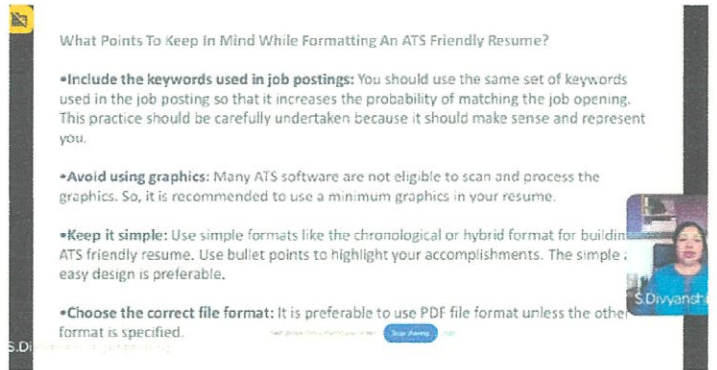 What Points To Keep In Mind While Formatting An ATS Friendly Resume?
•Include the keywords used in job postings: You should use the same set of keywords
used in the job posting so that it increases the probability of matching the job opening.
This practice should be carefully undertaken because it should make sense and represent
you.
•Avoid using graphics: Many ATS software are not eligible to scan and process the
graphics. So, it is recommended to use a minimum graphics in your resume.
•Keep it simple: Use simple formats like the chronological or hybrid format for buildin
ATS friendly resume. Use bullet points to highlight your accomplishments. The simple
easy design is preferable.
S.Divyanshi
•Choose the correct file format: It is preferable to use PDF file format unless the other
format is specified.
Stop sharing
S.Di